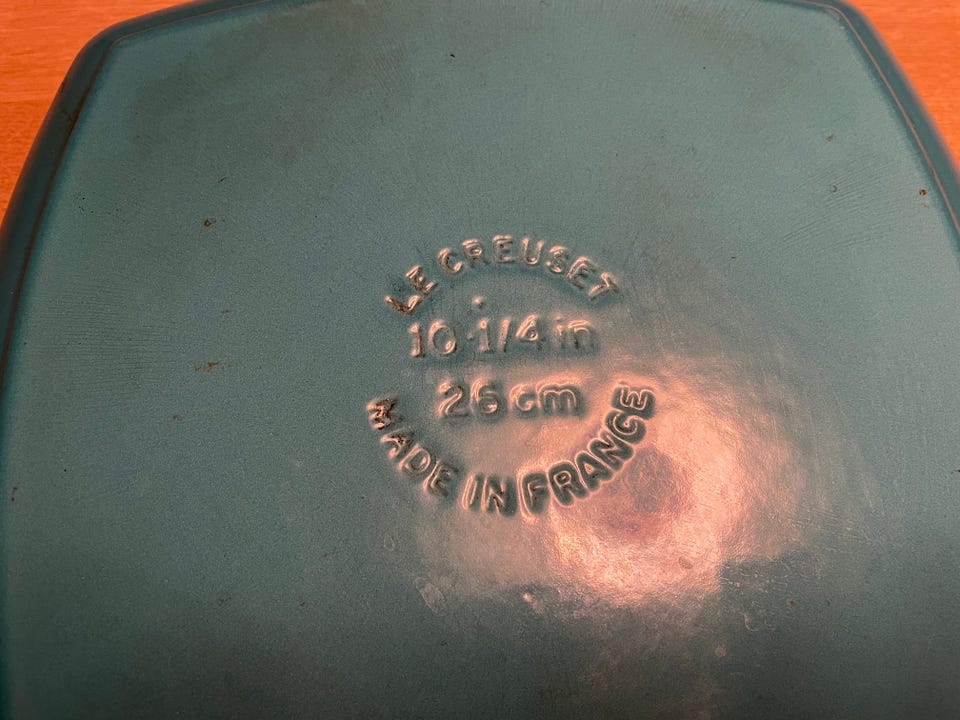 LE CREUSET
10-1/4 in
26 cm
MADE IN FRANCE